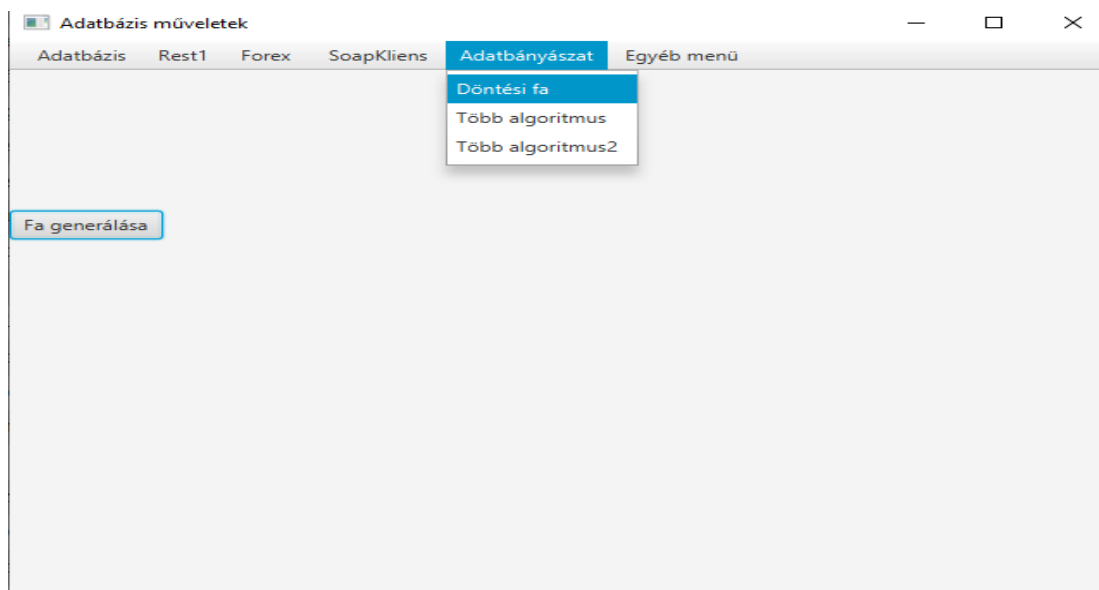 Adatbázis műveletek
Adatbázis Rest1 Forex SoapKliens Adatbányászat Egyéb menü
Döntési fa
Több algoritmus
Több algoritmus2
Fa generálása